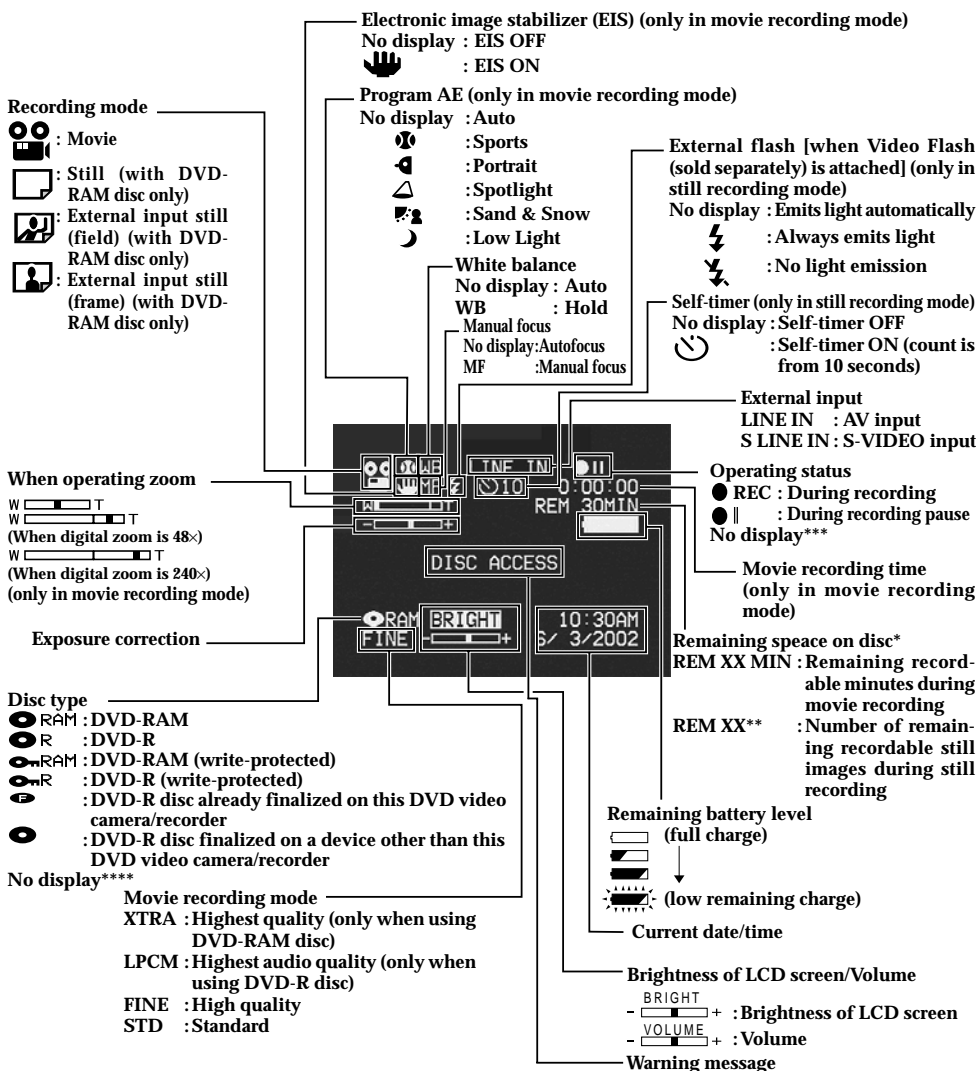 Electronic image stabilizer (EIS) (only in movie recording mode)
No display : EIS OFF
: EIS ON
Program AE (only in movie recording mode)
No display : Auto
: Sports
: Portrait
: Spotlight
: Sand & Snow
: Low Light
Recording mode
: Movie
: Still (with DVD-
RAM disc only)
: External input still
(field) (with DVD-
RAM disc only)
: External input still
(frame) (with DVD-
RAM disc only)
External flash [when Video Flash
(sold separately) is attached] (only in
still recording mode)
No display : Emits light automatically
: Always emits light
: No light emission
White balance
No display : Auto
WB : Hold
Manual focus
No display:Autofocus
MF :Manual focus
Self-timer (only in still recording mode)
No display : Self-timer OFF
: Self-timer ON (count is
from 10 seconds)
External input
LINE IN : AV input
S LINE IN : S-VIDEO input
Operating status
REC : During recording
: During recording pause
No display***
Movie recording time
(only in movie recording
mode)
When operating zoom
W T
W T
(When digital zoom is 48×)
W T
(When digital zoom is 240×)
(only in movie recording mode)
Exposure correction
WB LINE IN
MF 10 0:00:00
W T REM 30MIN
- +
DISC ACCESS
RAM BRIGHT 10:30AM
FINE - + 6/ 3/2002
Remaining speace on disc*
REM XX MIN : Remaining record-
able minutes during
movie recording
REM XX** : Number of remain-
ing recordable still
images during still
recording
Disc type
RAM : DVD-RAM
R : DVD-R
RAM : DVD-RAM (write-protected)
R : DVD-R (write-protected)
: DVD-R disc already finalized on this DVD video
camera/recorder
: DVD-R disc finalized on a device other than this
DVD video camera/recorder
No display****
Remaining battery level
(full charge)
(low remaining charge)
Current date/time
Movie recording mode
XTRA : Highest quality (only when using
DVD-RAM disc)
LPCM : Highest audio quality (only when
using DVD-R disc)
FINE : High quality
STD : Standard
Brightness of LCD screen/Volume
BRIGHT
- + : Brightness of LCD screen
VOLUME
- + : Volume
Warning message